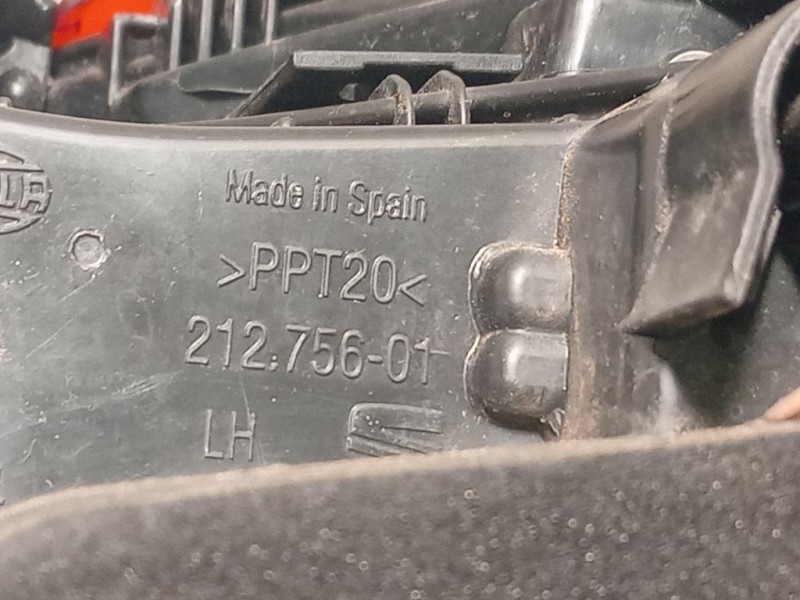 Made in Spain
>PPT20<
212.756-01
LH